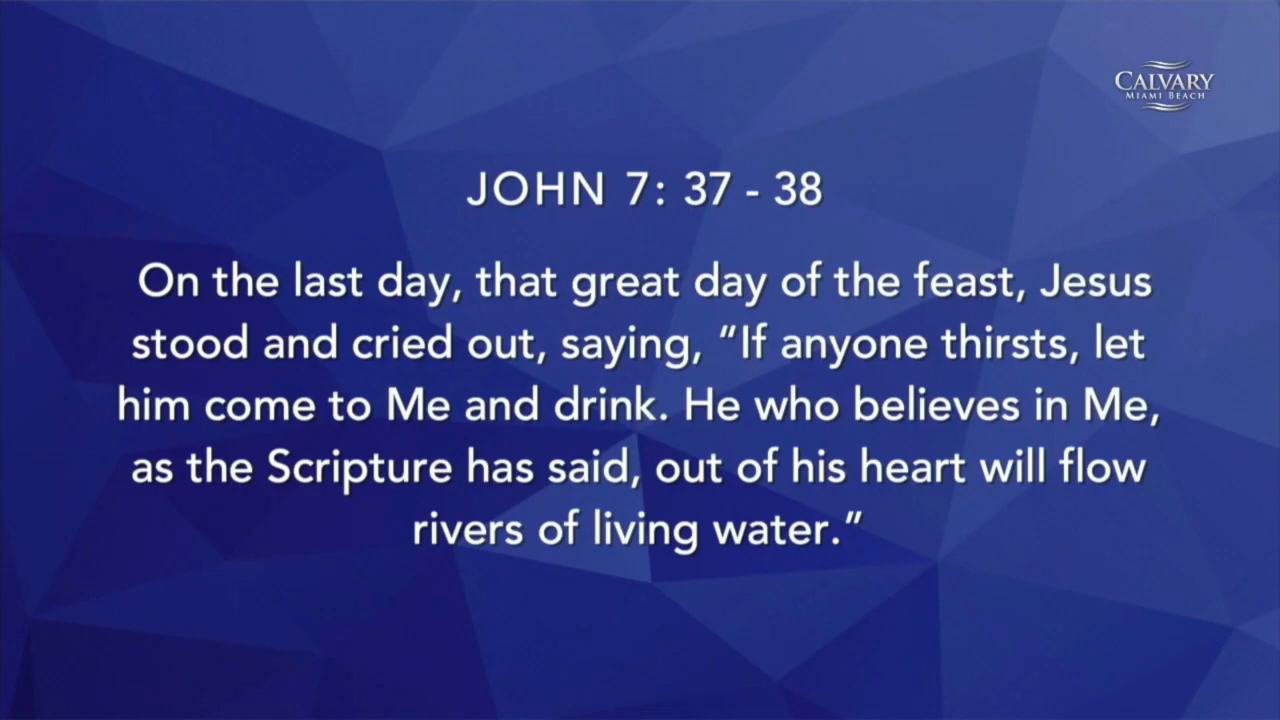 CALVARY
MIAMI BEACH
JOHN 7: 37 - 38
On the last day, that great day of the feast, Jesus
stood and cried out, saying, “If anyone thirsts, let
him come to Me and drink. He who believes in Me,
as the Scripture has said, out of his heart will flow
rivers of living water.”